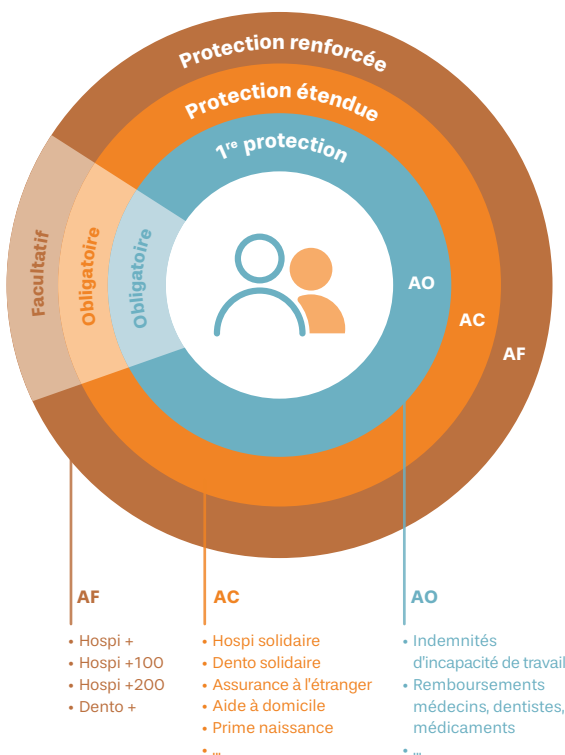 Protection renforcée
Protection étendue
1re protection
Facultatif
Obligatoire
Obligatoire
AO
AC
AF
AF
• Hospi +
• Hospi +100
• Hospi +200
• Dento +
AC
• Hospi solidaire
• Dento solidaire
• Assurance à l'étranger
• Aide à domicile
• Prime naissance
• ...
AO
• Indemnités
d'incapacité de travail
• Remboursements
médecins, dentistes,
médicaments
• ...